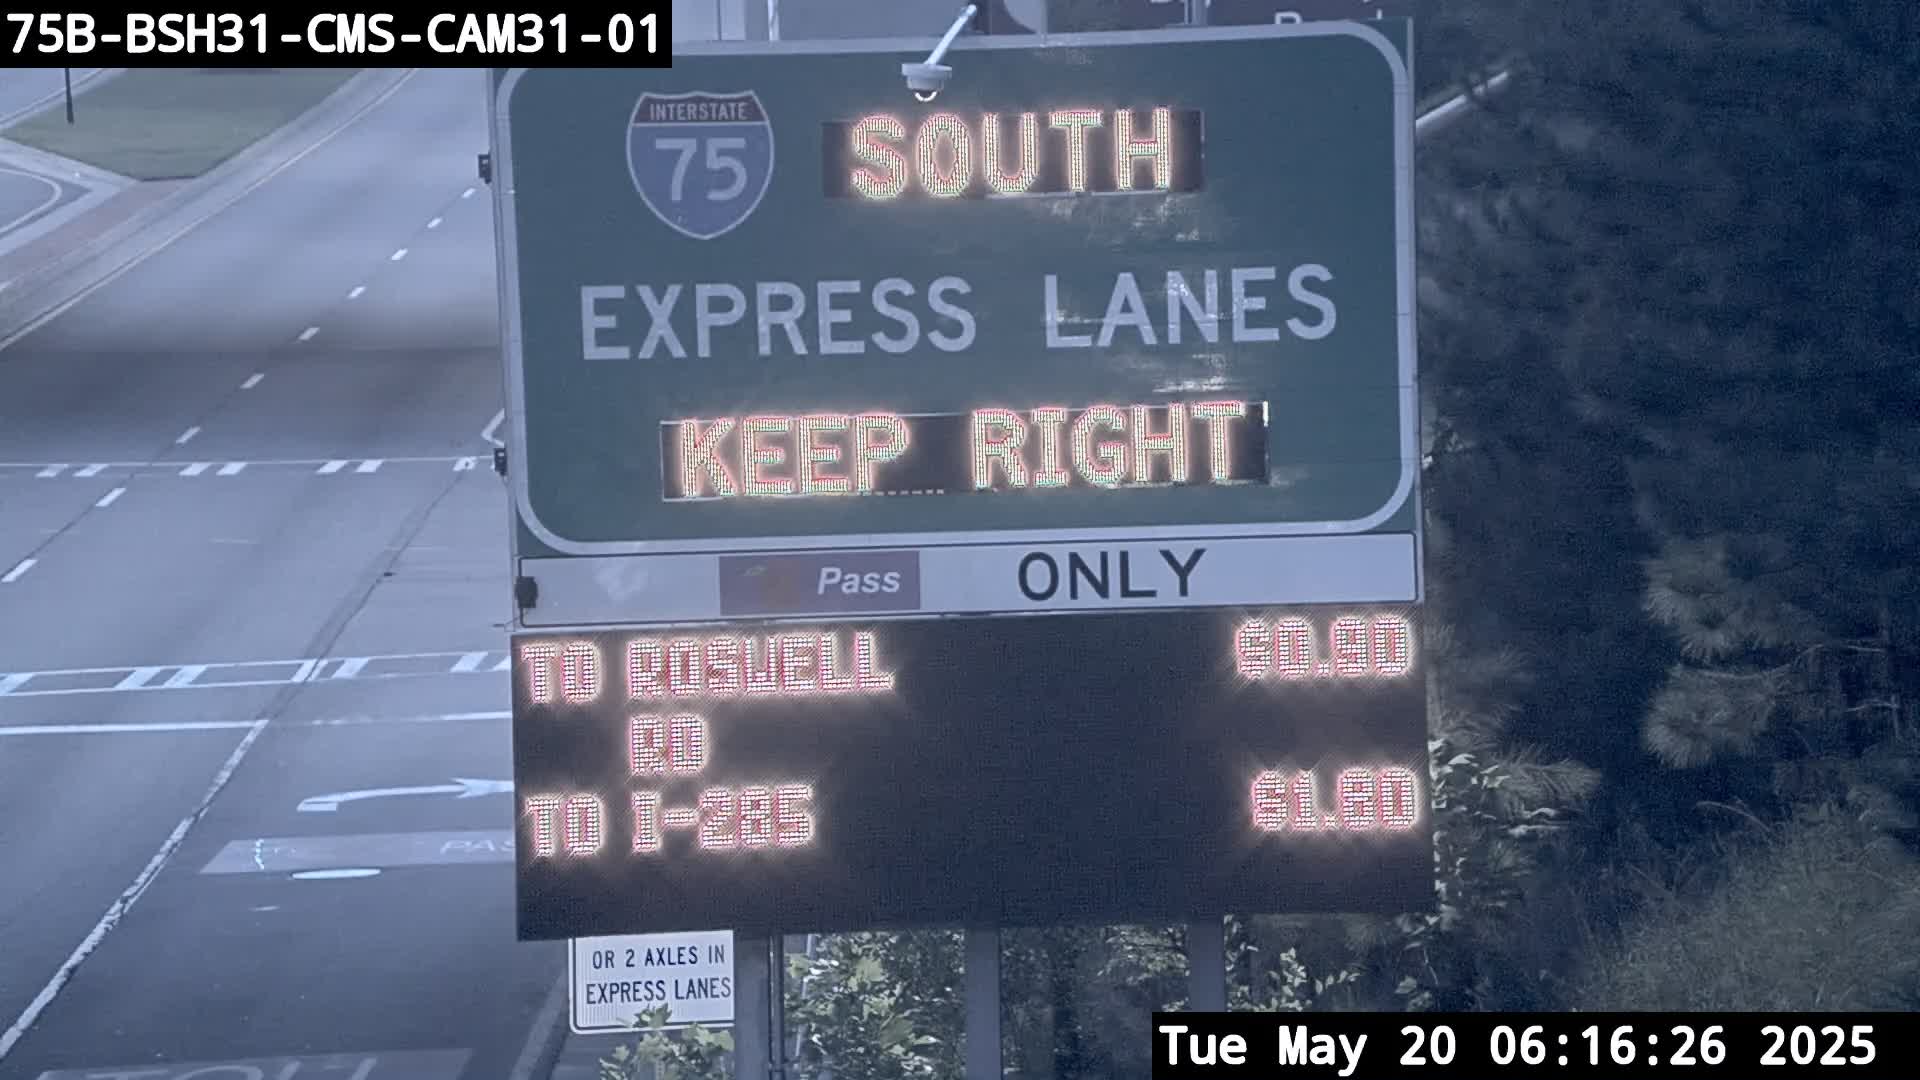 75B-BSH31-CMS-CAM31-01
INTERSTATE
75
SOUTH
EXPRESS LANES
KEEP RIGHT
Pass ONLY
TO ROSWELL $0.90
RD
TO I-285 $1.80
OR 2 AXLES IN
EXPRESS LANES
Tue May 20 06:16:26 2025